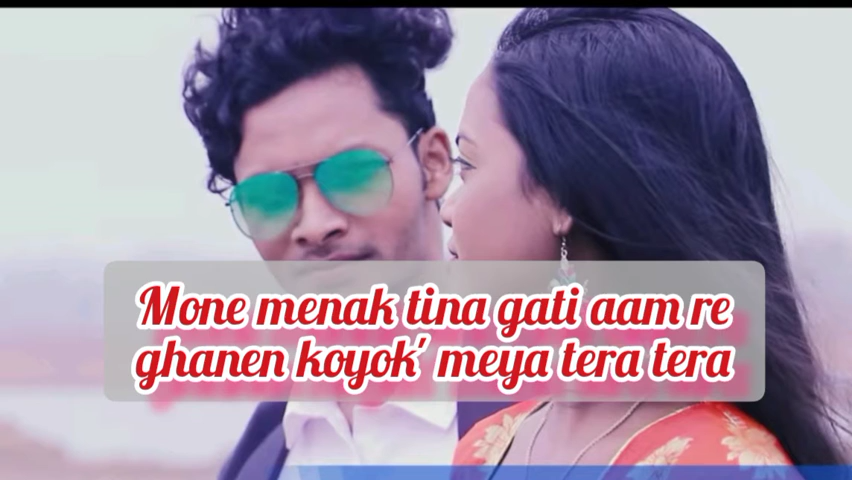 Mone menak tina gati aam re
ghanen koyok' meya tera tera